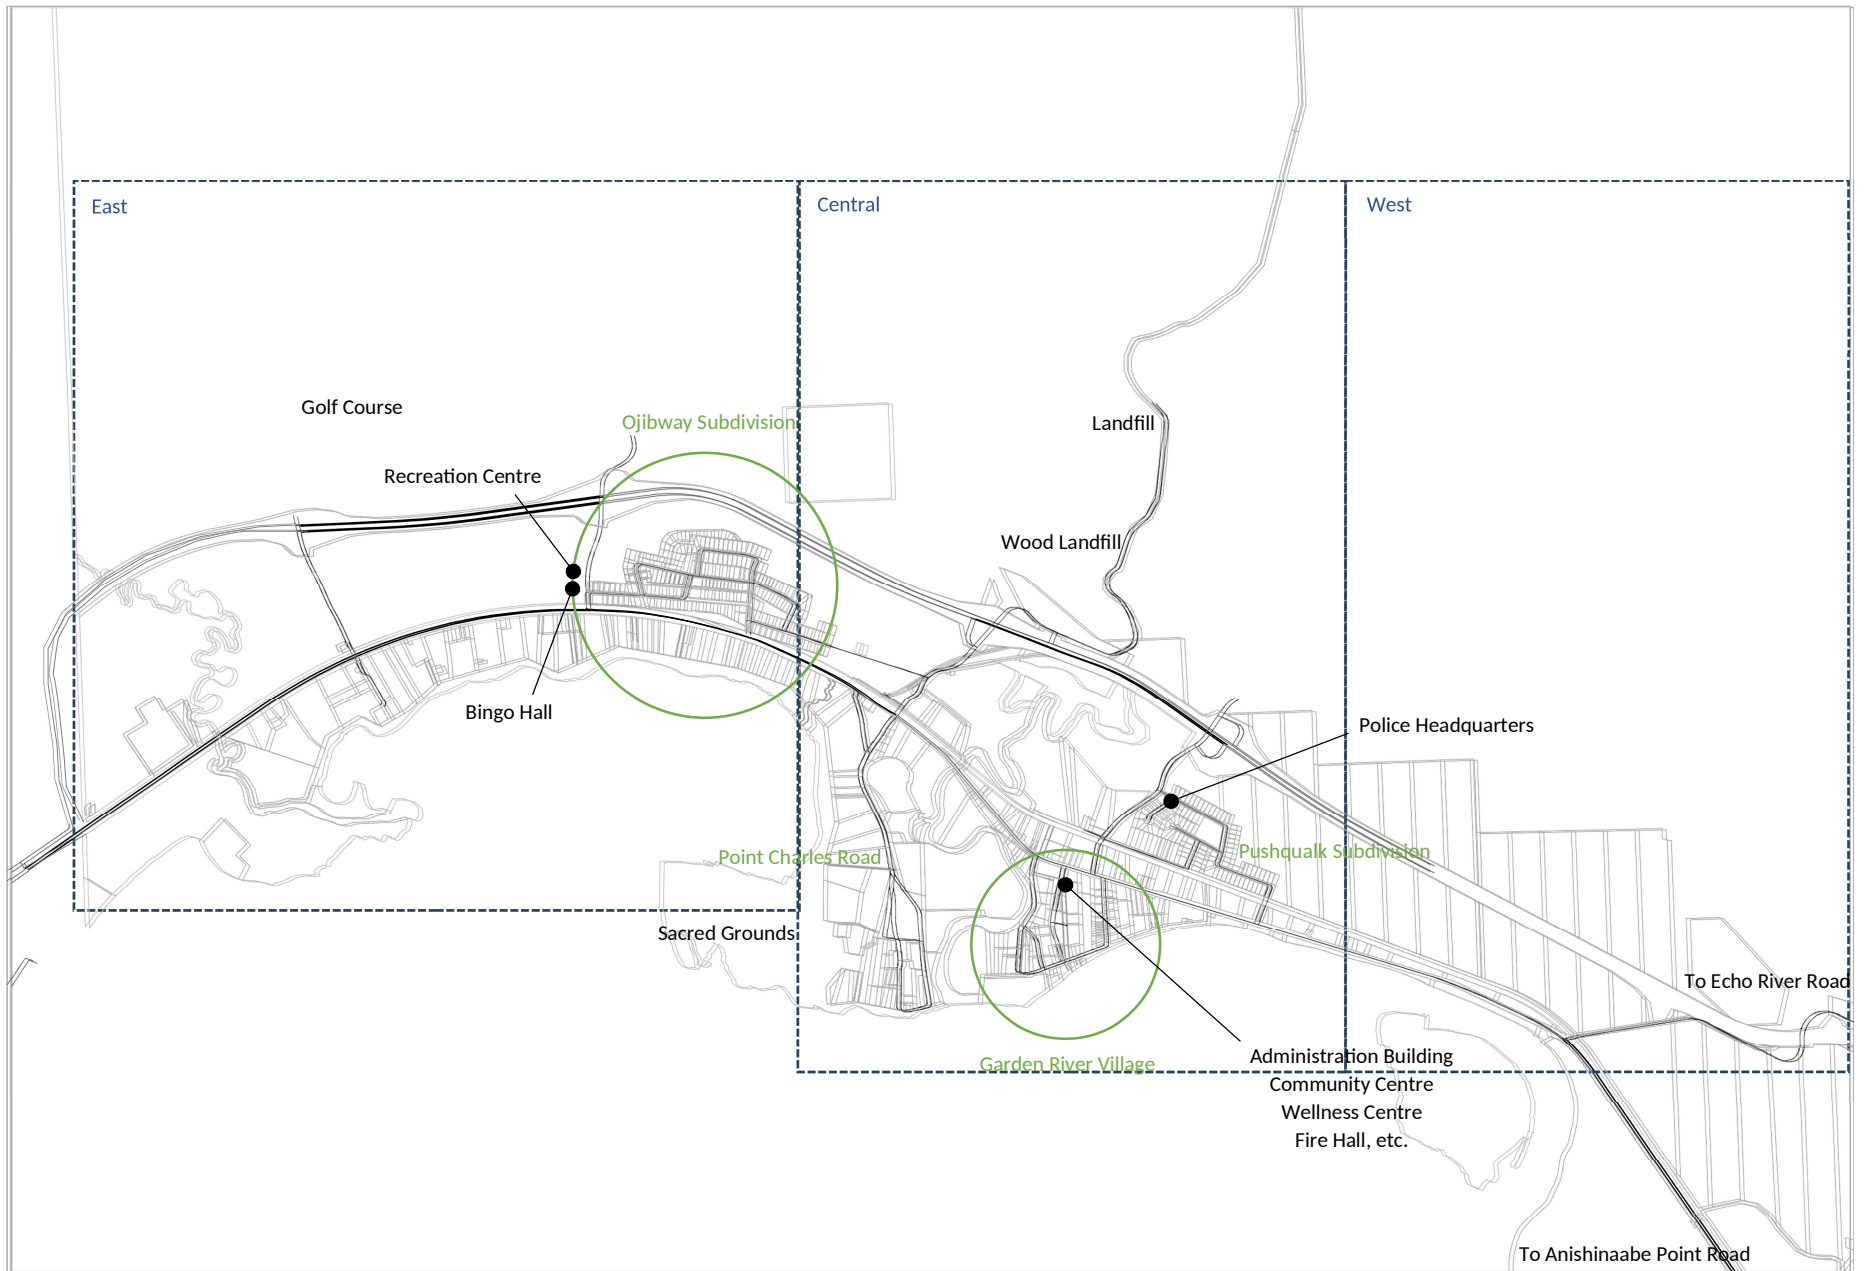 East
Central
West
Golf Course
Ojibway Subdivision
Landfill
Recreation Centre
Wood Landfill
Bingo Hall
Police Headquarters
Point Charles Road
Pushqualk Subdivision
Sacred Grounds
To Echo River Road
Garden River Village
Administration Building
Community Centre
Wellness Centre
Fire Hall, etc.
To Anishinaabe Point Road